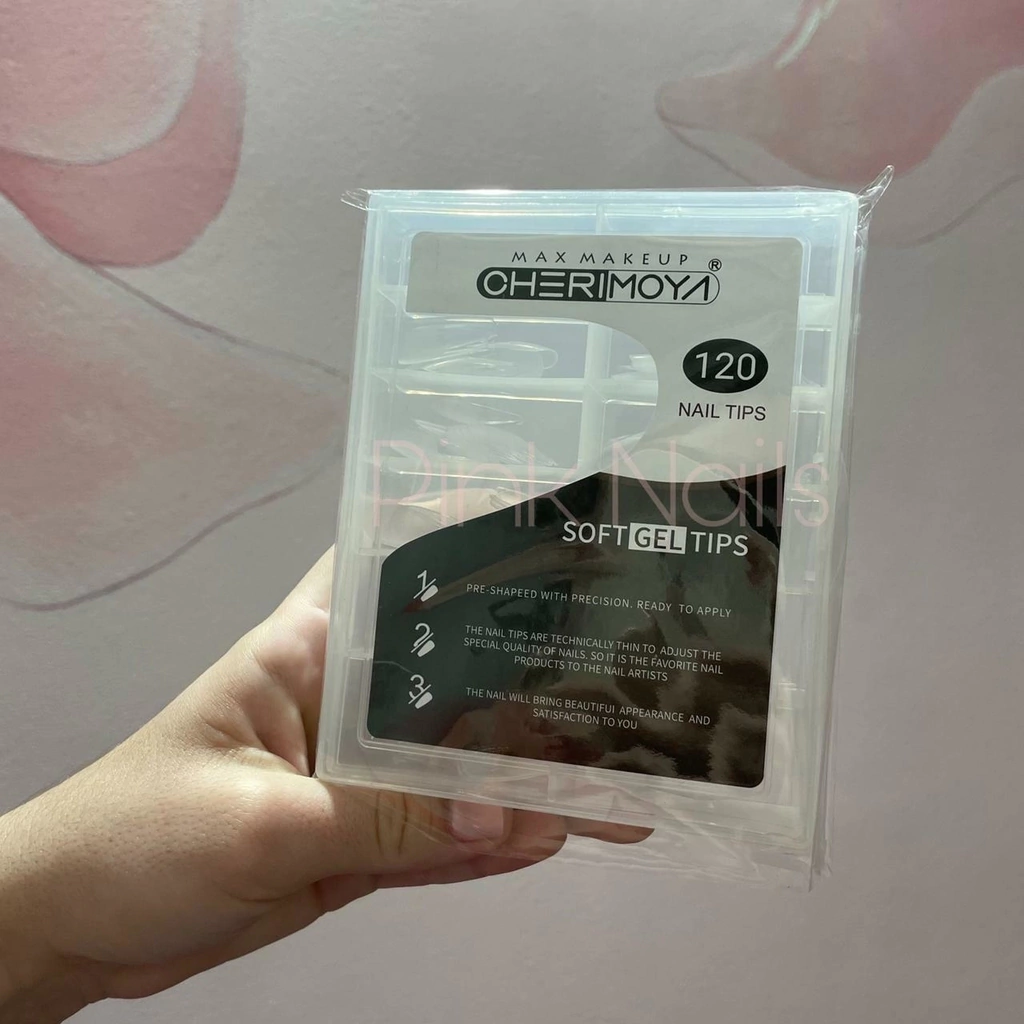 MAX MAKEUP
CHERIMOYA®
120
NAIL TIPS
Pink Nails
SOFT GEL TIPS
1
PRE-SHAPEED WITH PRECISION. READY TO APPLY
2
THE NAIL TIPS ARE TECHNICALLY THIN TO ADJUST THE
SPECIAL QUALITY OF NAILS. SO IT IS THE FAVORITE NAIL
PRODUCTS TO THE NAIL ARTISTS
3
THE NAIL WILL BRING BEAUTIFUL APPEARANCE AND
SATISFACTION TO YOU